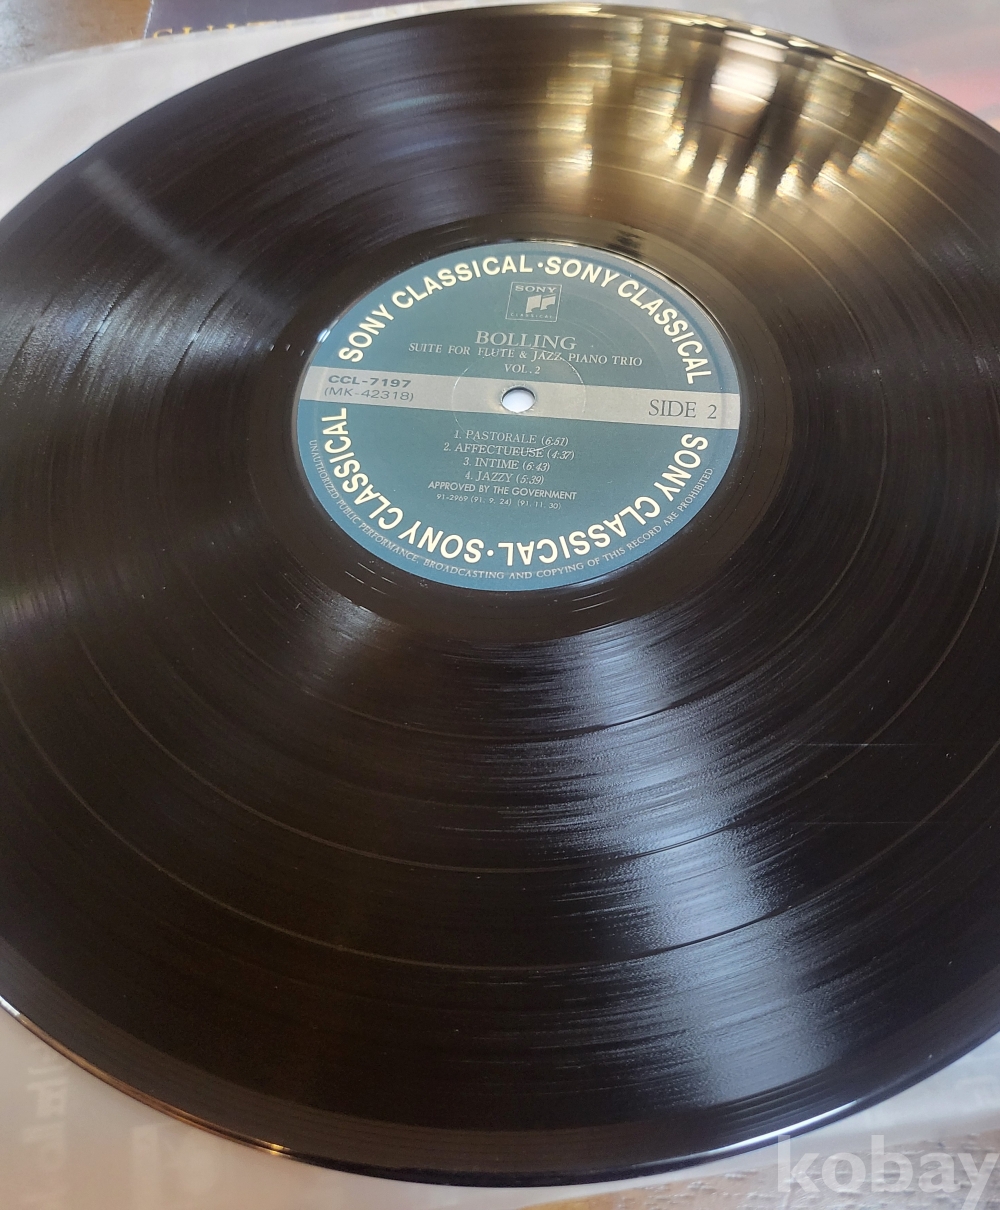 SONY CLASSICAL·SONY CLASSICAL
SONY
CLASSICAL
BOLLING
SUITE FOR FLUTE & JAZZ PIANO TRIO
VOL. 2
CCL-7197
(MK-42318)
SIDE 2
1. PASTORALE (6:51)
2. AFFECTUEUSE (4:37)
3. INTIME (6:43)
4. JAZZY (5:39)
APPROVED BY THE GOVERNMENT
91-2969 (91. 9. 24) (91. 11. 30)
SONY CLASSICAL·SONY CLASSICAL
UNAUTHORIZED PUBLIC PERFORMANCE, BROADCASTING AND COPYING OF THIS RECORD ARE PROHIBITED
kobay